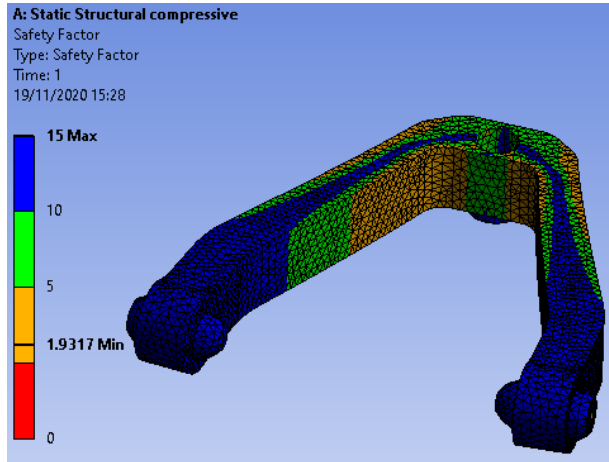 A: Static Structural compressive
Safety Factor
Type: Safety Factor
Time: 1
19/11/2020 15:28
15 Max
10
5
1.9317 Min
0